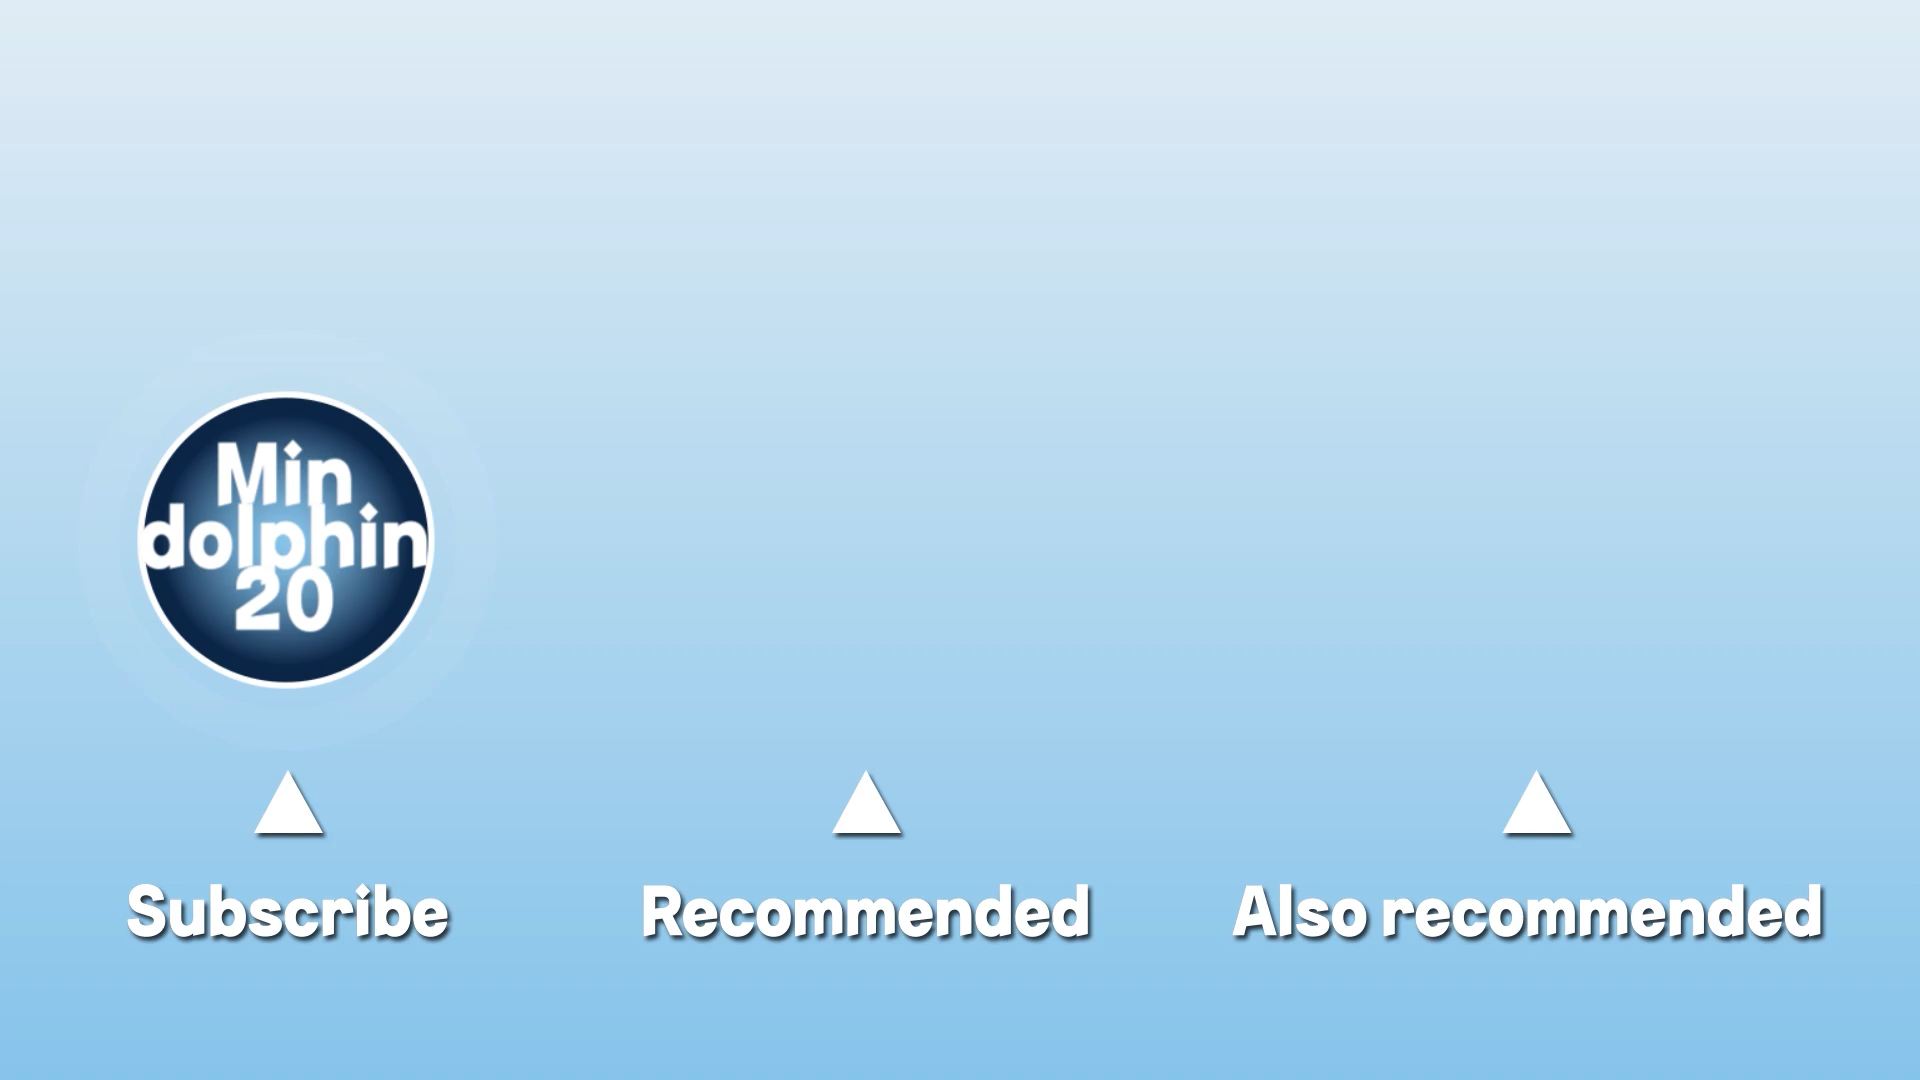 Min
dolphin
20
Subscribe
Recommended
Also recommended